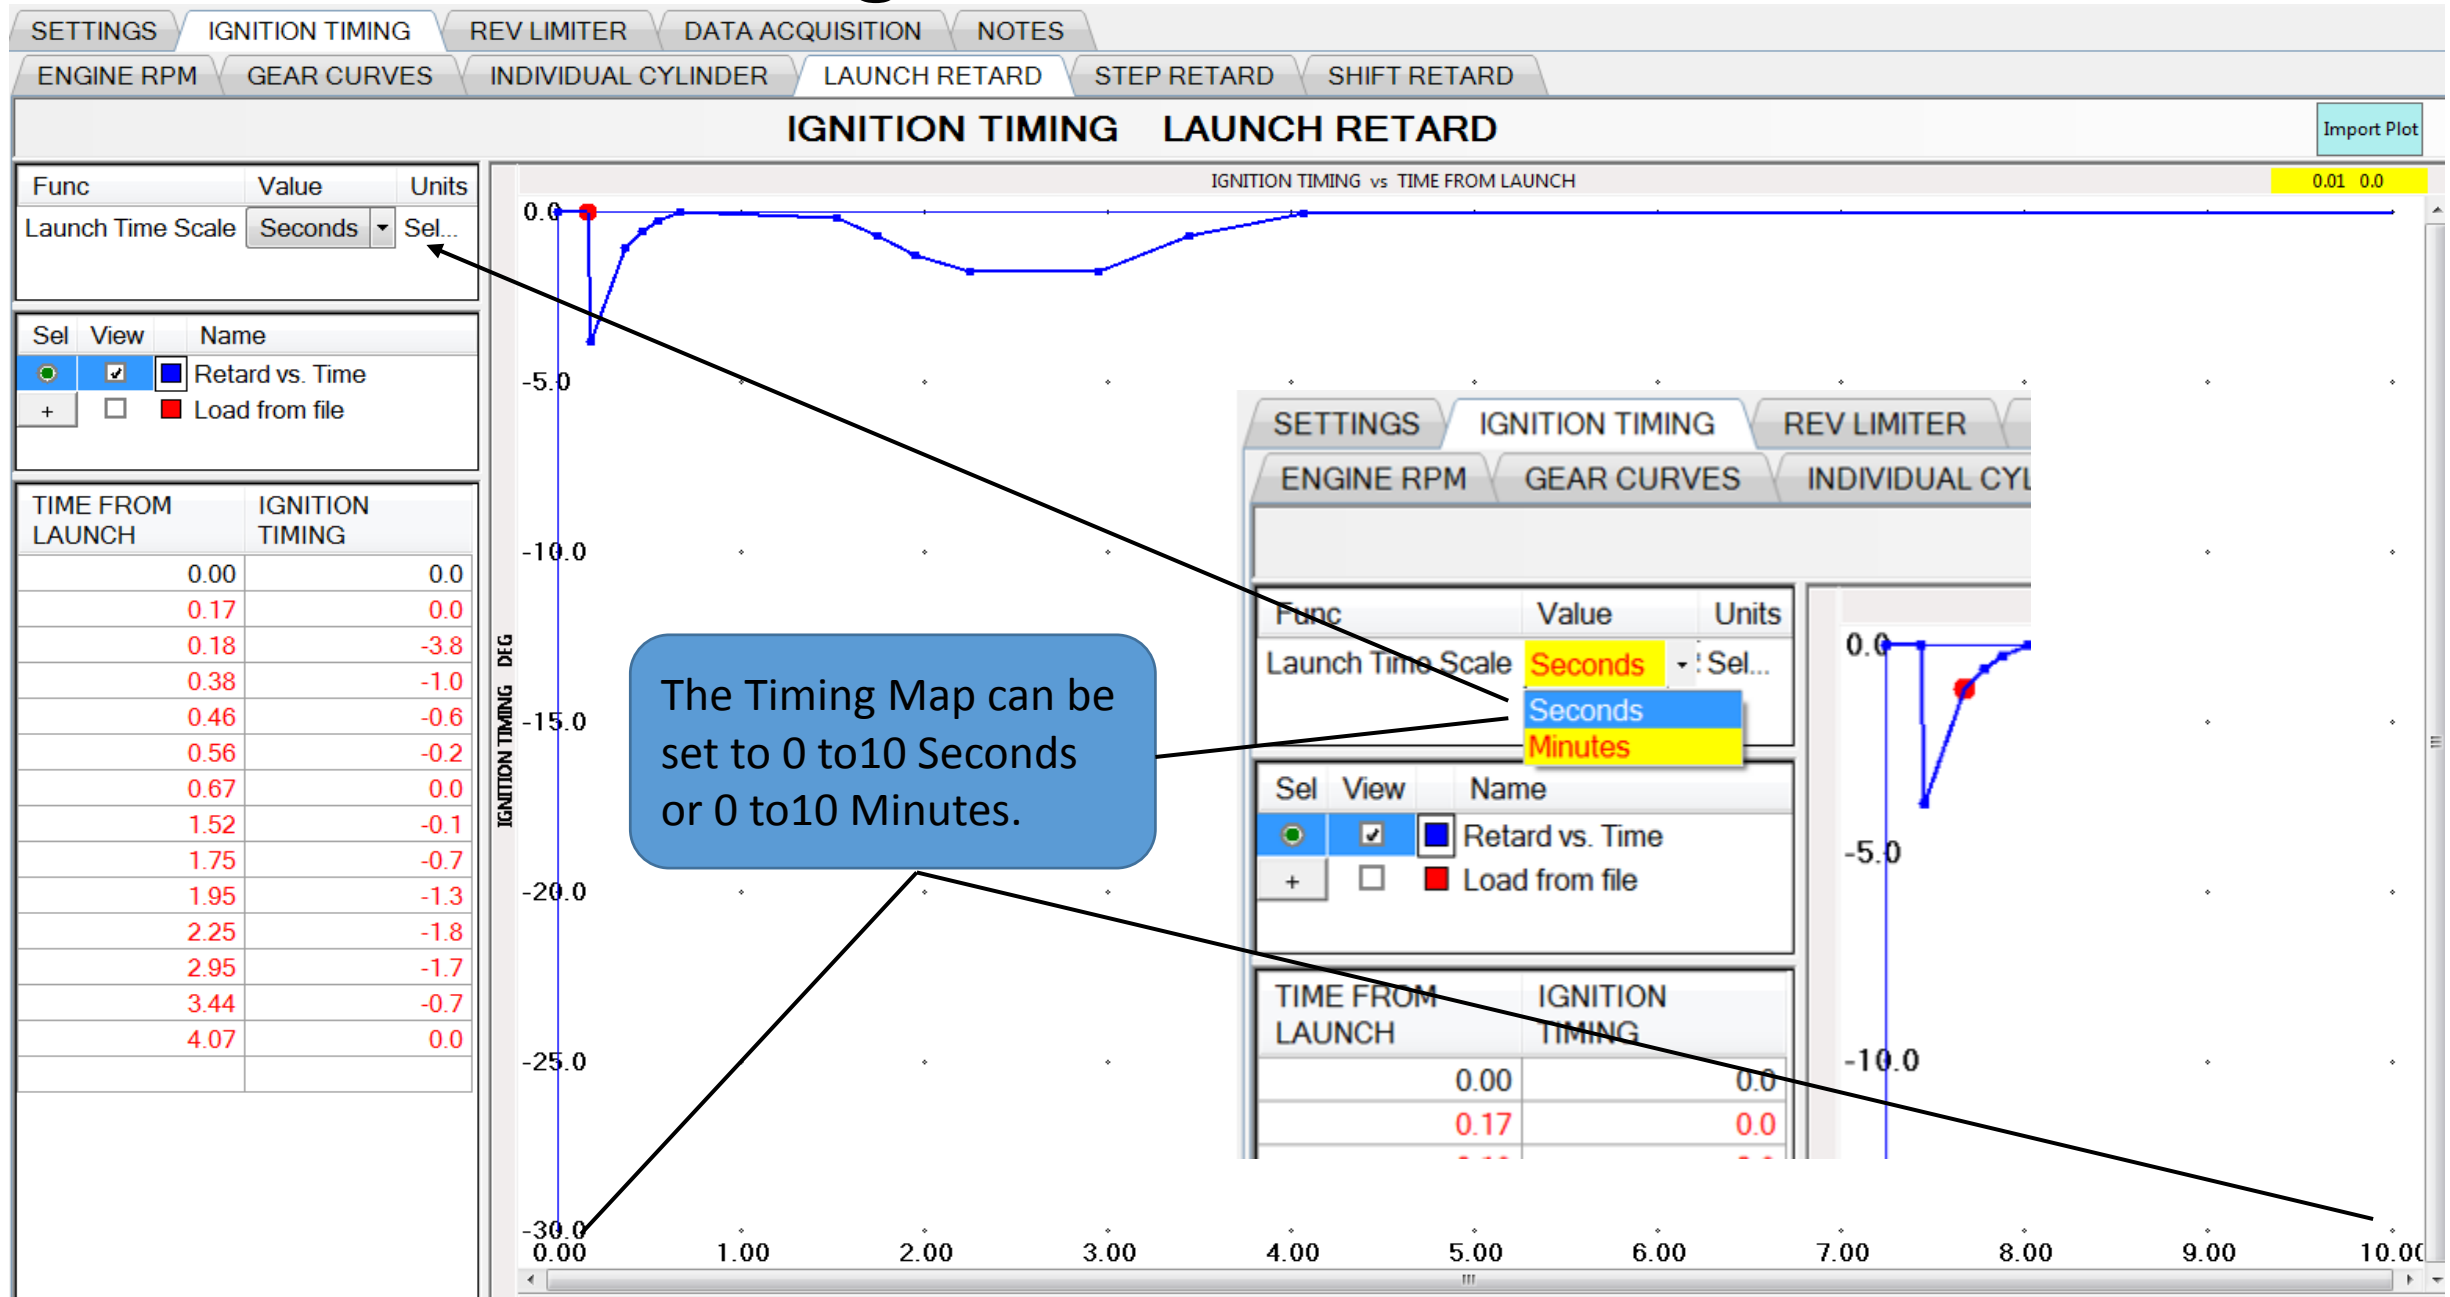 SETTINGS IGNITION TIMING REV LIMITER DATA ACQUISITION NOTES
ENGINE RPM GEAR CURVES INDIVIDUAL CYLINDER LAUNCH RETARD STEP RETARD SHIFT RETARD
IGNITION TIMING LAUNCH RETARD
Import Plot
Func Value Units
Launch Time Scale Seconds Sel...
Sel View Name
Retard vs. Time
+ Load from file
TIME FROM LAUNCH IGNITION TIMING
0.00 0.0
0.17 0.0
0.18 -3.8
0.38 -1.0
0.46 -0.6
0.56 -0.2
0.67 0.0
1.52 -0.1
1.75 -0.7
1.95 -1.3
2.25 -1.8
2.95 -1.7
3.44 -0.7
4.07 0.0
IGNITION TIMING vs TIME FROM LAUNCH
0.01 0.0
IGNITION TIMING DEG
0.0
-5.0
-10.0
-15.0
-20.0
-25.0
-30.0
0.00 1.00 2.00 3.00 4.00 5.00 6.00 7.00 8.00 9.00 10.00
The Timing Map can be
set to 0 to10 Seconds
or 0 to10 Minutes.
SETTINGS IGNITION TIMING REV LIMITER
ENGINE RPM GEAR CURVES INDIVIDUAL CYL
Func Value Units
Launch Time Scale Seconds Sel...
Seconds
Minutes
Sel View Name
Retard vs. Time
+ Load from file
TIME FROM LAUNCH IGNITION TIMING
0.00 0.0
0.17 0.0
0.0
-5.0
-10.0